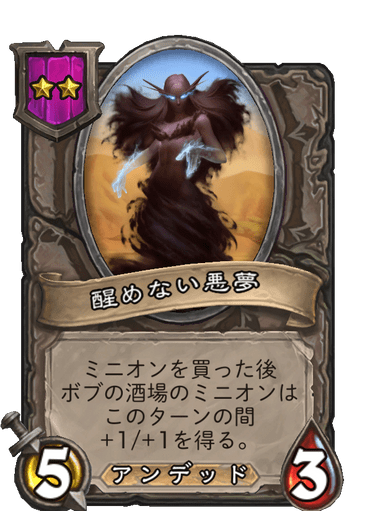 醒めない悪夢
ミニオンを買った後
ボブの酒場のミニオンは
このターンの間
+1/+1を得る。
5
アンデッド
3